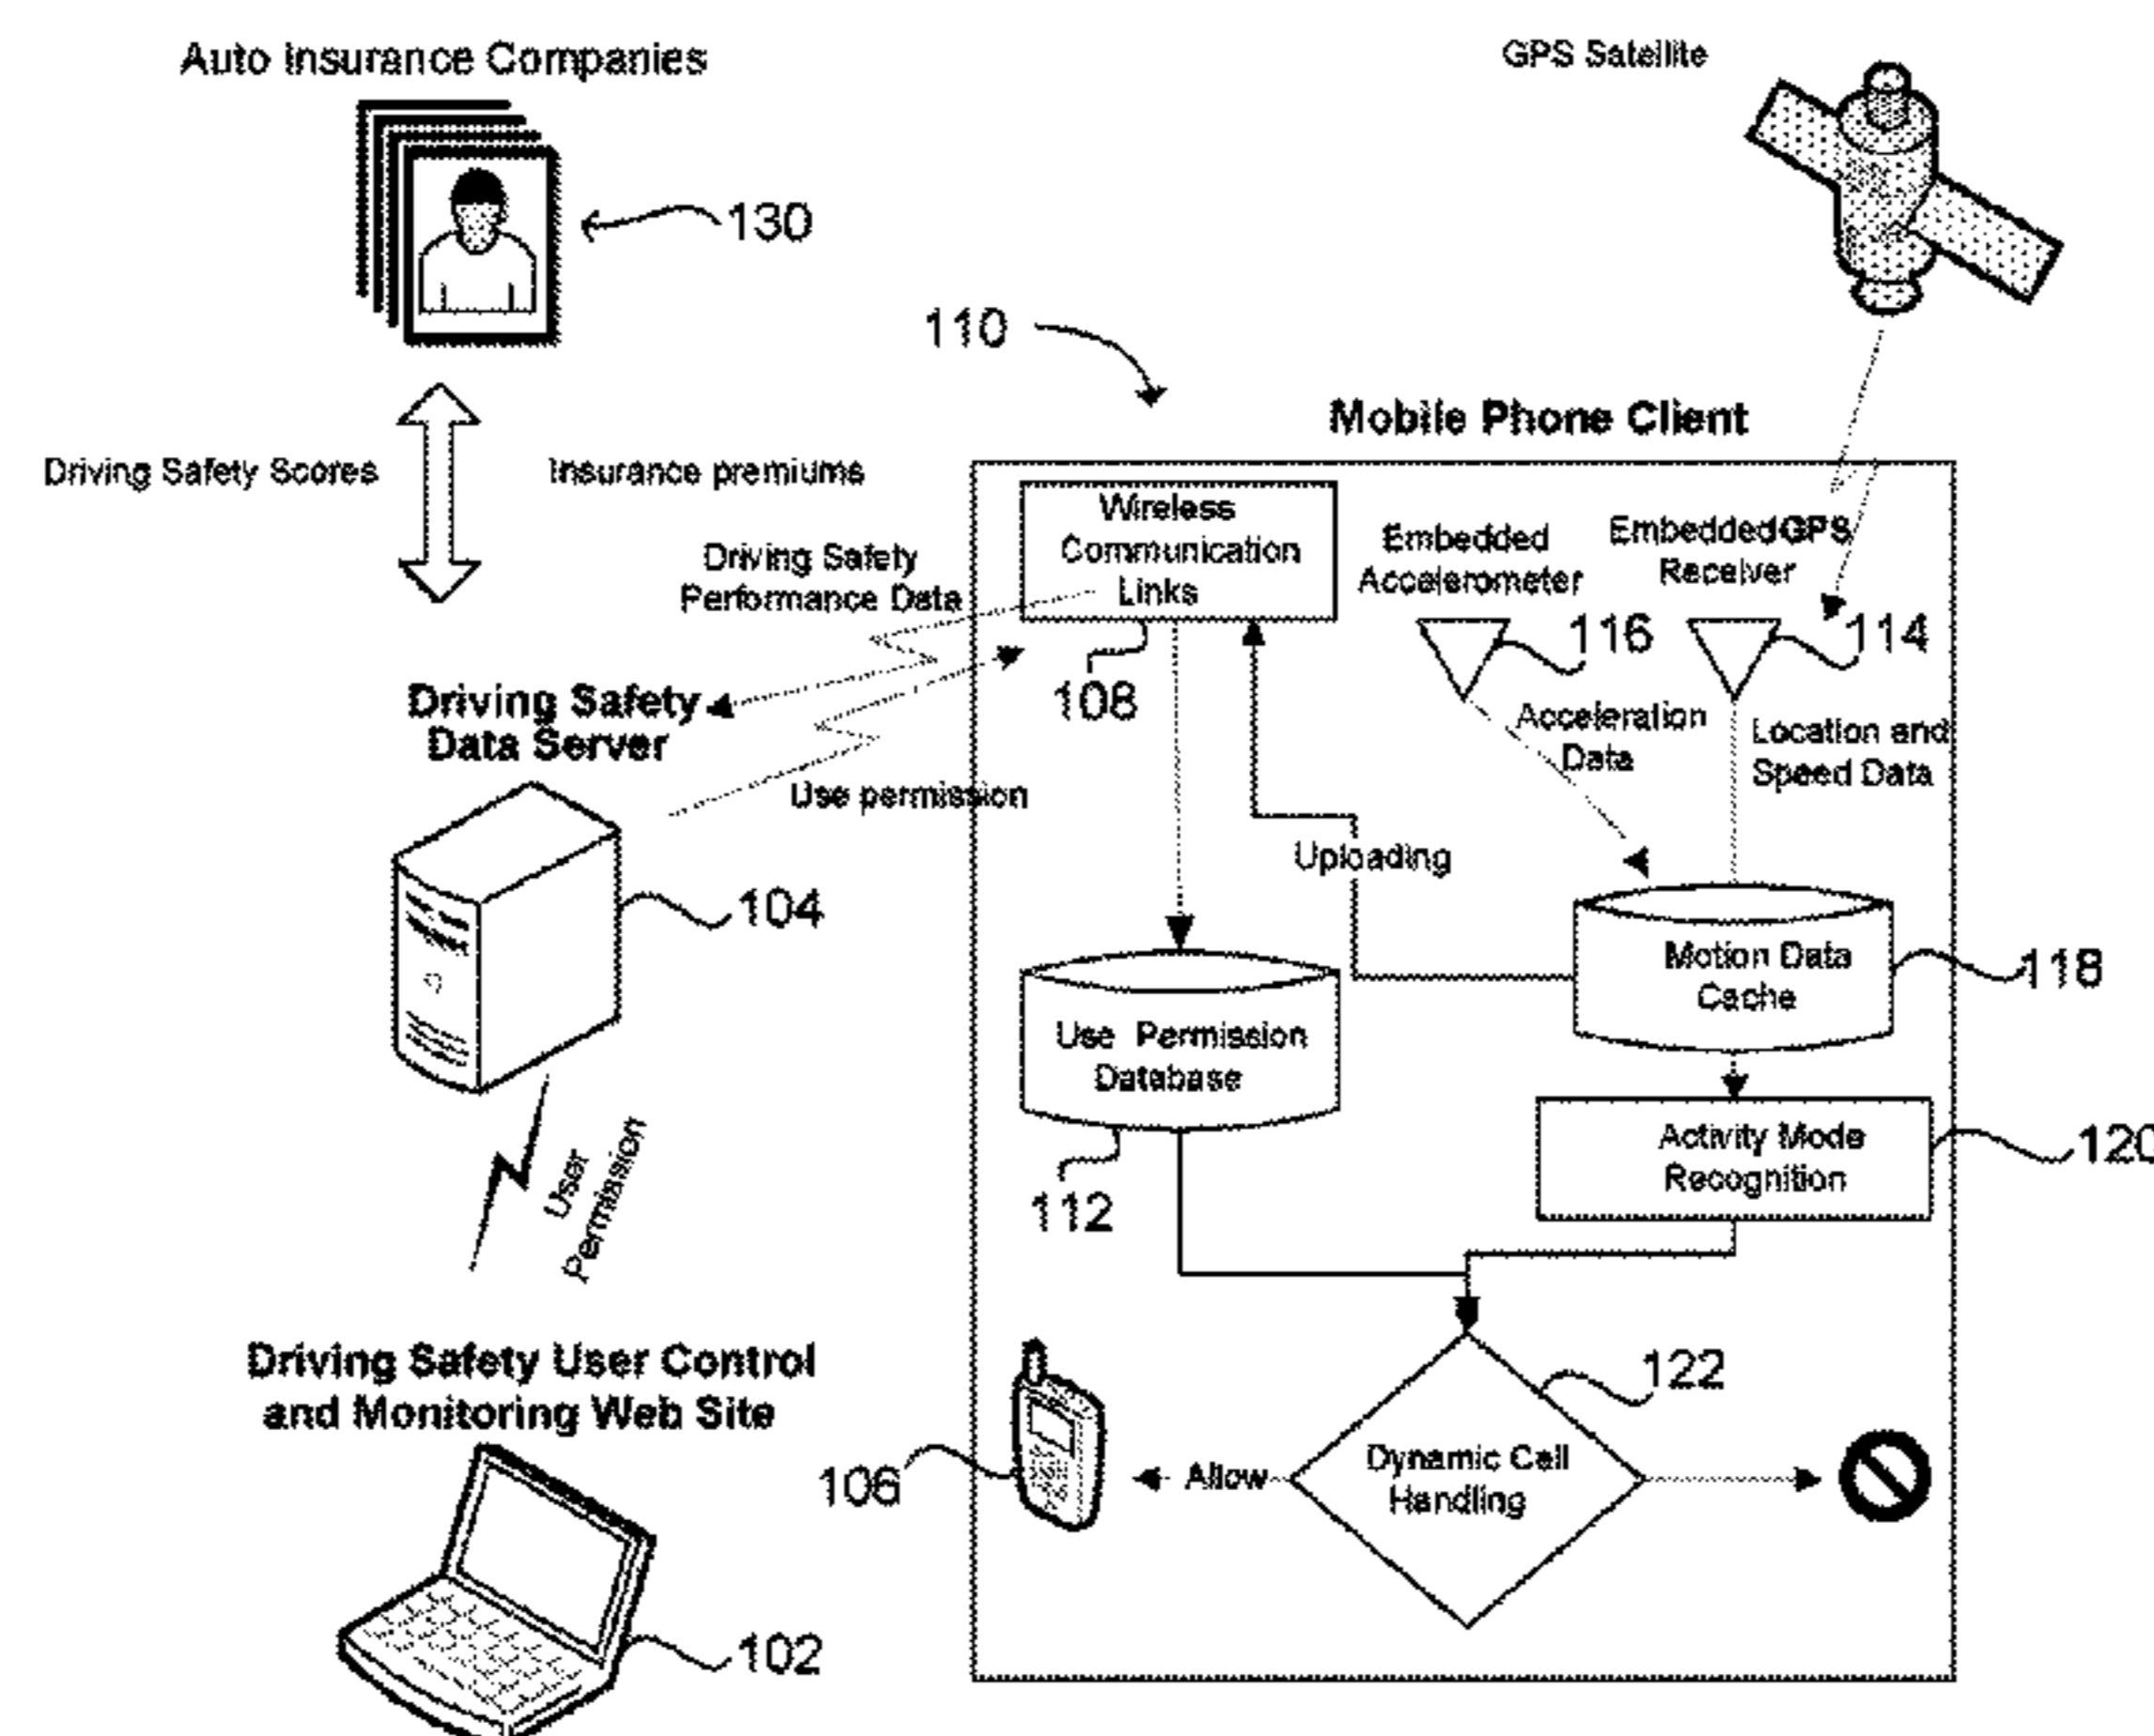 Auto Insurance Companies
GPS Satellite
130
110
Mobile Phone Client
Driving Safety Scores
Insurance premiums
Wireless
Communication
Links
Embedded
Accelerometer
Embedded GPS
Receiver
Driving Safety
Performance Data
116
114
108
Driving Safety
Data Server
Acceleration
Data
Location and
Speed Data
Use permission
Uploading
104
Motion Data
Cache
118
Use Permission
Database
Activity Mode
Recognition
120
112
User
Permission
Driving Safety User Control
and Monitoring Web Site
122
106
Allow
Dynamic Call
Handling
102